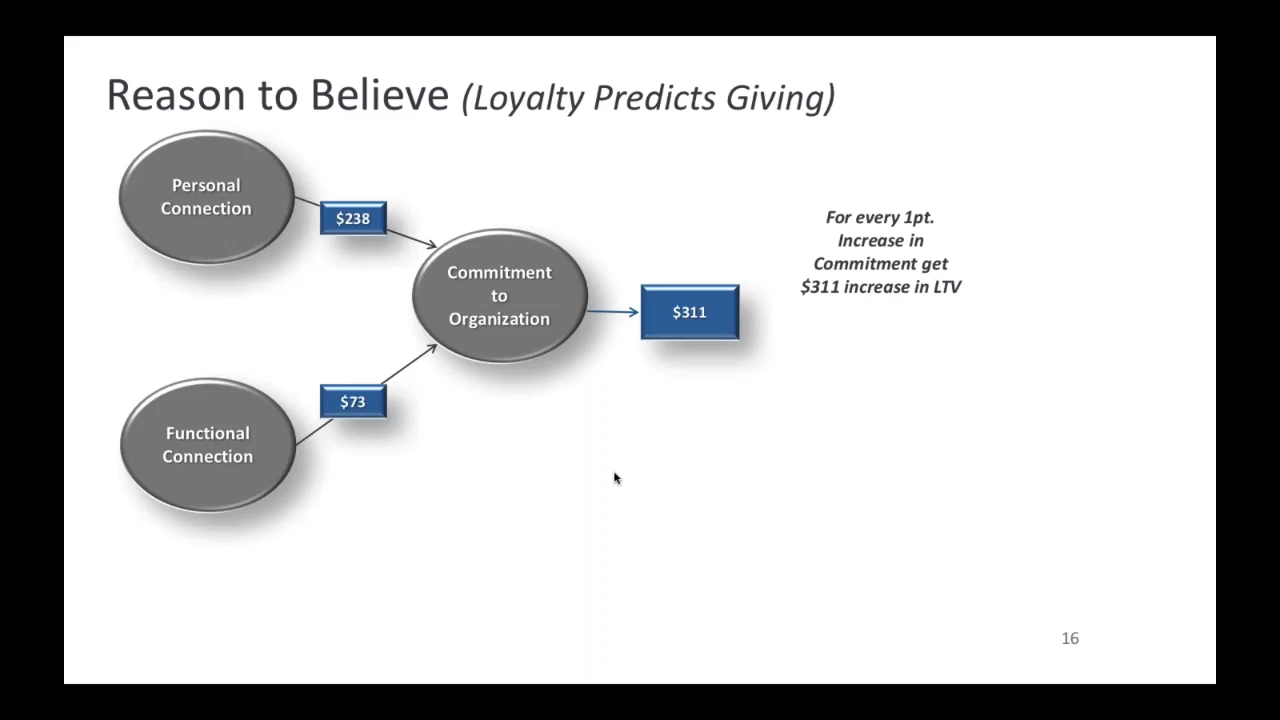 Reason to Believe (Loyalty Predicts Giving)
Personal
Connection
$238
Commitment
to
Organization
$311
For every 1pt.
Increase in
Commitment get
$311 increase in LTV
$73
Functional
Connection
16